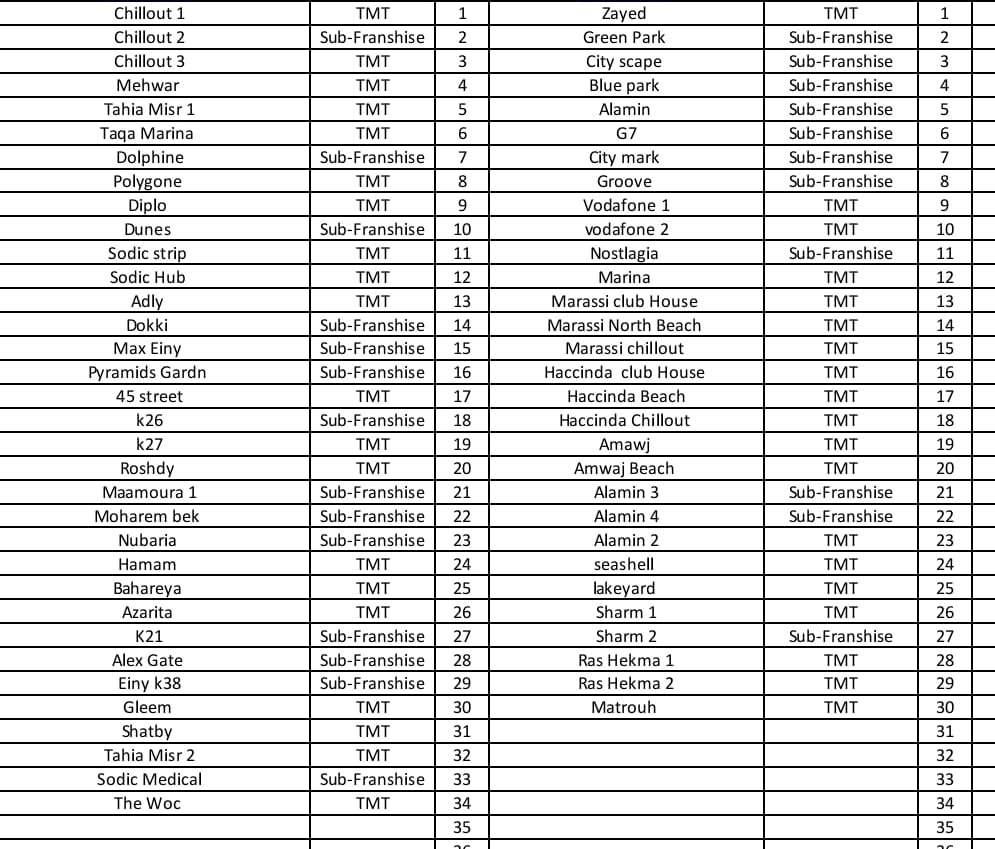 Chillout 1 TMT 1 Zayed TMT 1
Chillout 2 Sub-Franshise 2 Green Park Sub-Franshise 2
Chillout 3 TMT 3 City scape Sub-Franshise 3
Mehwar TMT 4 Blue park Sub-Franshise 4
Tahia Misr 1 TMT 5 Alamin Sub-Franshise 5
Taqa Marina TMT 6 G7 Sub-Franshise 6
Dolphine Sub-Franshise 7 City mark Sub-Franshise 7
Polygone TMT 8 Groove Sub-Franshise 8
Diplo TMT 9 Vodafone 1 TMT 9
Dunes Sub-Franshise 10 vodafone 2 TMT 10
Sodic strip TMT 11 Nostlagia Sub-Franshise 11
Sodic Hub TMT 12 Marina TMT 12
Adly TMT 13 Marassi club House TMT 13
Dokki Sub-Franshise 14 Marassi North Beach TMT 14
Max Einy Sub-Franshise 15 Marassi chillout TMT 15
Pyramids Gardn Sub-Franshise 16 Haccinda club House TMT 16
45 street TMT 17 Haccinda Beach TMT 17
k26 Sub-Franshise 18 Haccinda Chillout TMT 18
k27 TMT 19 Amawj TMT 19
Roshdy TMT 20 Amwaj Beach TMT 20
Maamoura 1 Sub-Franshise 21 Alamin 3 Sub-Franshise 21
Moharem bek Sub-Franshise 22 Alamin 4 Sub-Franshise 22
Nubaria Sub-Franshise 23 Alamin 2 TMT 23
Hamam TMT 24 seashell TMT 24
Bahareya TMT 25 lakeyard TMT 25
Azarita TMT 26 Sharm 1 TMT 26
K21 Sub-Franshise 27 Sharm 2 Sub-Franshise 27
Alex Gate Sub-Franshise 28 Ras Hekma 1 TMT 28
Einy k38 Sub-Franshise 29 Ras Hekma 2 TMT 29
Gleem TMT 30 Matrouh TMT 30
Shatby TMT 31 31
Tahia Misr 2 TMT 32 32
Sodic Medical Sub-Franshise 33 33
The Woc TMT 34 34
35 35